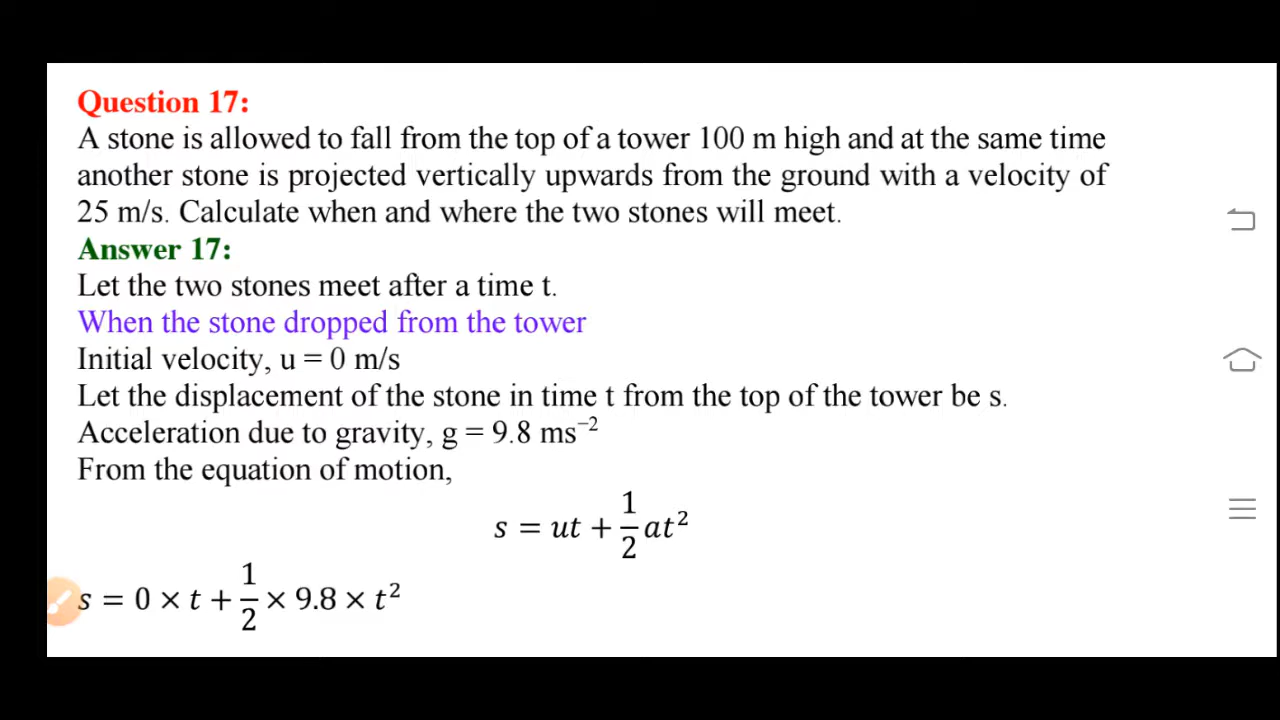 Question 17:
A stone is allowed to fall from the top of a tower 100 m high and at the same time
another stone is projected vertically upwards from the ground with a velocity of
25 m/s. Calculate when and where the two stones will meet.
Answer 17:
Let the two stones meet after a time t.
When the stone dropped from the tower
Initial velocity, u = 0 m/s
Let the displacement of the stone in time t from the top of the tower be s.
Acceleration due to gravity, g = 9.8 ms⁻²
From the equation of motion,
s = ut + 1/2 at²
s = 0 × t + 1/2 × 9.8 × t²